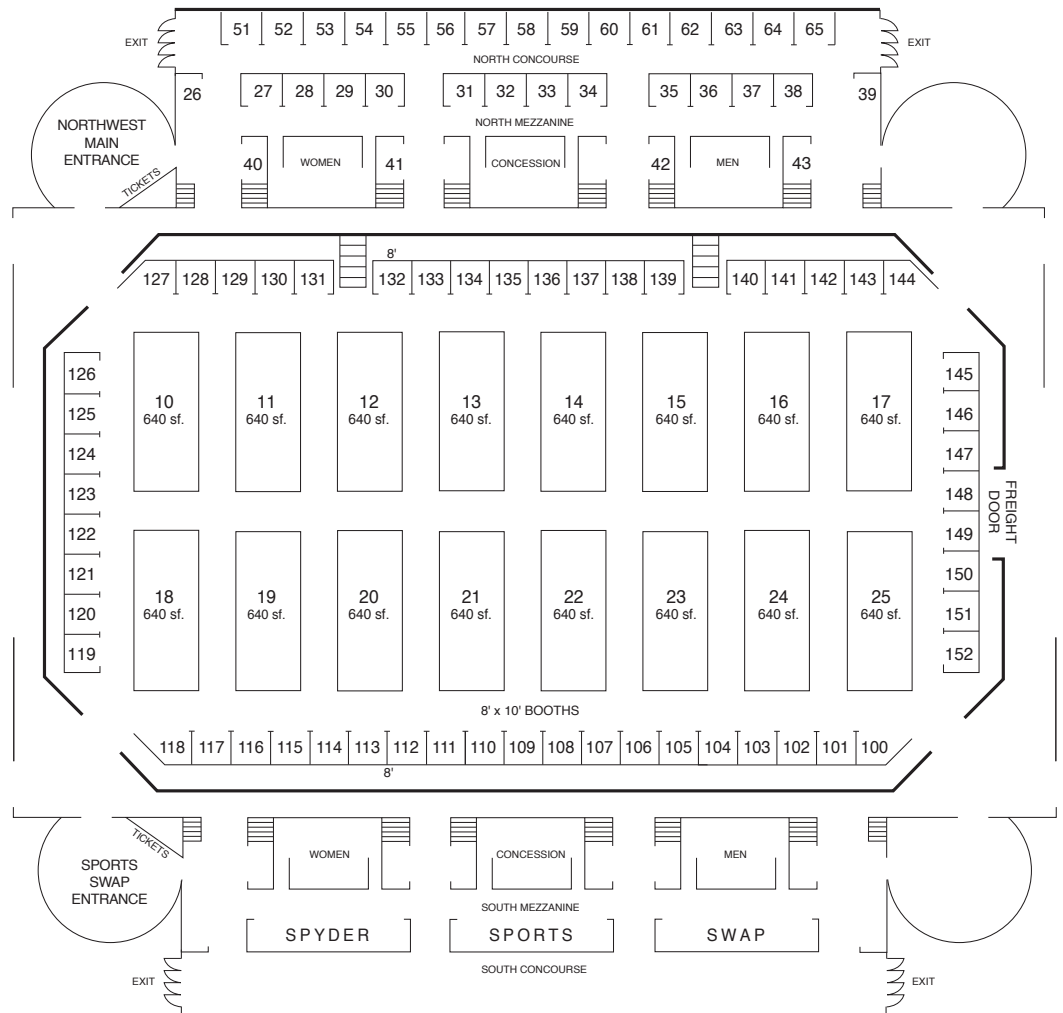 51 52 53 54 55 56 57 58 59 60 61 62 63 64 65
EXIT
EXIT
NORTH CONCOURSE
26 27 28 29 30 31 32 33 34 35 36 37 38 39
NORTH MEZZANINE
NORTHWEST
MAIN
ENTRANCE
TICKETS
40 WOMEN 41 CONCESSION 42 MEN 43
8'
127 128 129 130 131 132 133 134 135 136 137 138 139 140 141 142 143 144
126
125
124
123
122
121
120
119
10 11 12 13 14 15 16 17
640 sf. 640 sf. 640 sf. 640 sf. 640 sf. 640 sf. 640 sf. 640 sf.
18 19 20 21 22 23 24 25
640 sf. 640 sf. 640 sf. 640 sf. 640 sf. 640 sf. 640 sf. 640 sf.
145
146
147
148
149
150
151
152
FREIGHT
DOOR
8' x 10' BOOTHS
118 117 116 115 114 113 112 111 110 109 108 107 106 105 104 103 102 101 100
8'
TICKETS
SPORTS
SWAP
ENTRANCE
WOMEN CONCESSION MEN
SOUTH MEZZANINE
SPYDER SPORTS SWAP
SOUTH CONCOURSE
EXIT
EXIT